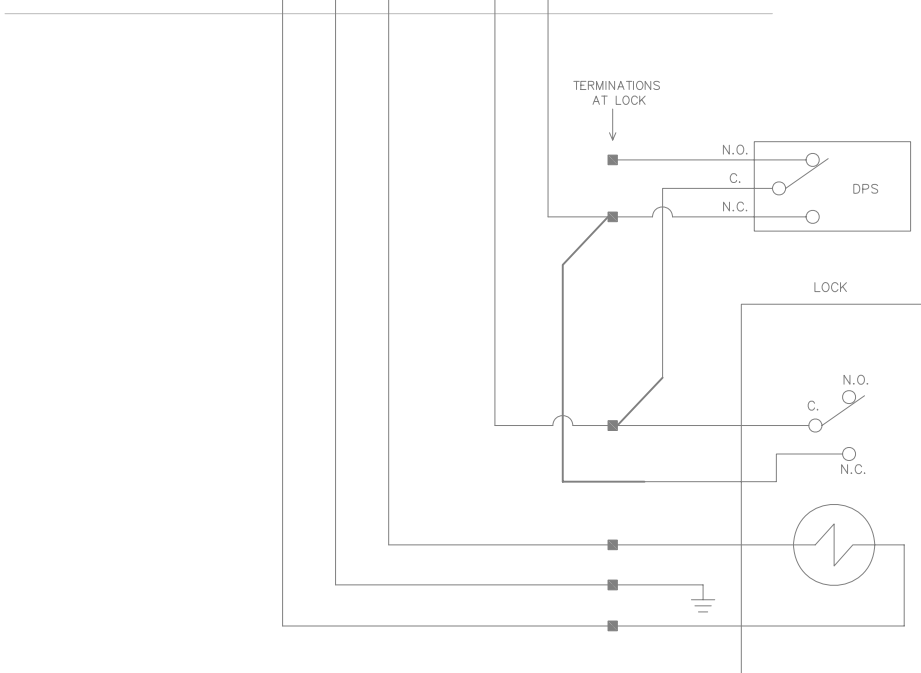 TERMINATIONS
AT LOCK
N.O.
C.
DPS
N.C.
LOCK
N.O.
C.
N.C.